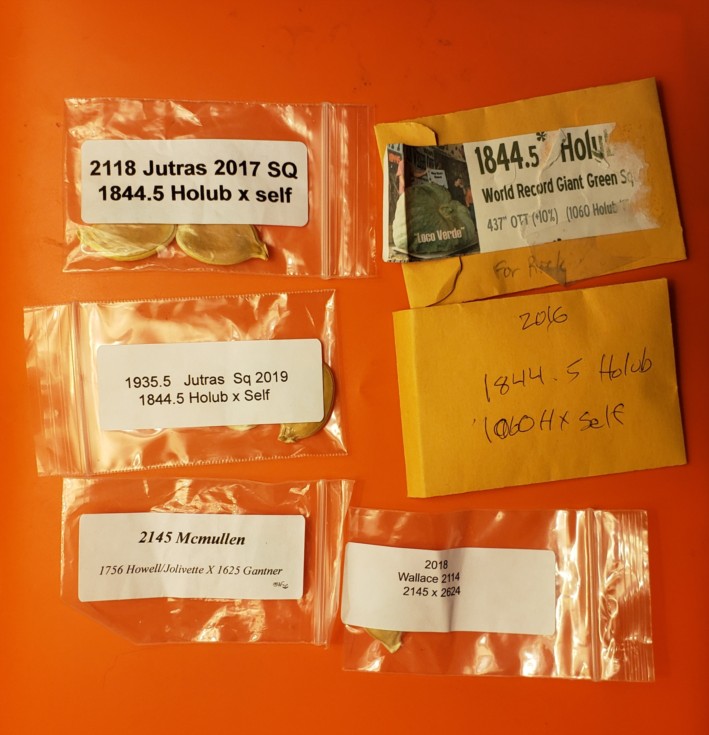 2118 Jutras 2017 SQ
1844.5 Holub x self
1844.5* Holub
World Record Giant Green Sq
437" OTT (+10%) (1060 Holub
"Loco Verde"
For
1935.5 Jutras Sq 2019
1844.5 Holub x Self
2016
1844.5 Holub
1060 H x Self
2145 Mcmullen
1756 Howell/Jolivette X 1625 Gantner
2018
Wallace 2114
2145 x 2624